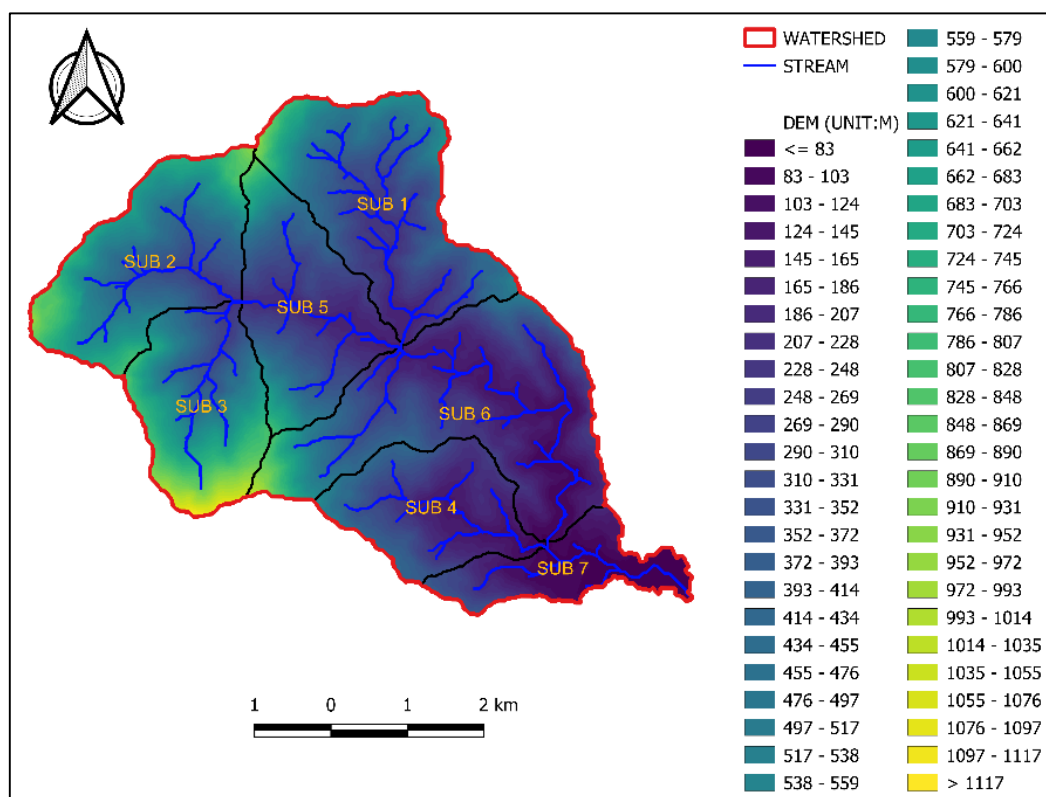 WATERSHED
STREAM
DEM (UNIT:M)
<= 83
83 - 103
103 - 124
124 - 145
145 - 165
165 - 186
186 - 207
207 - 228
228 - 248
248 - 269
269 - 290
290 - 310
310 - 331
331 - 352
352 - 372
372 - 393
393 - 414
414 - 434
434 - 455
455 - 476
476 - 497
497 - 517
517 - 538
538 - 559
559 - 579
579 - 600
600 - 621
621 - 641
641 - 662
662 - 683
683 - 703
703 - 724
724 - 745
745 - 766
766 - 786
786 - 807
807 - 828
828 - 848
848 - 869
869 - 890
890 - 910
910 - 931
931 - 952
952 - 972
972 - 993
993 - 1014
1014 - 1035
1035 - 1055
1055 - 1076
1076 - 1097
1097 - 1117
> 1117
SUB 1
SUB 2
SUB 5
SUB 3
SUB 6
SUB 4
SUB 7
1 0 1 2 km